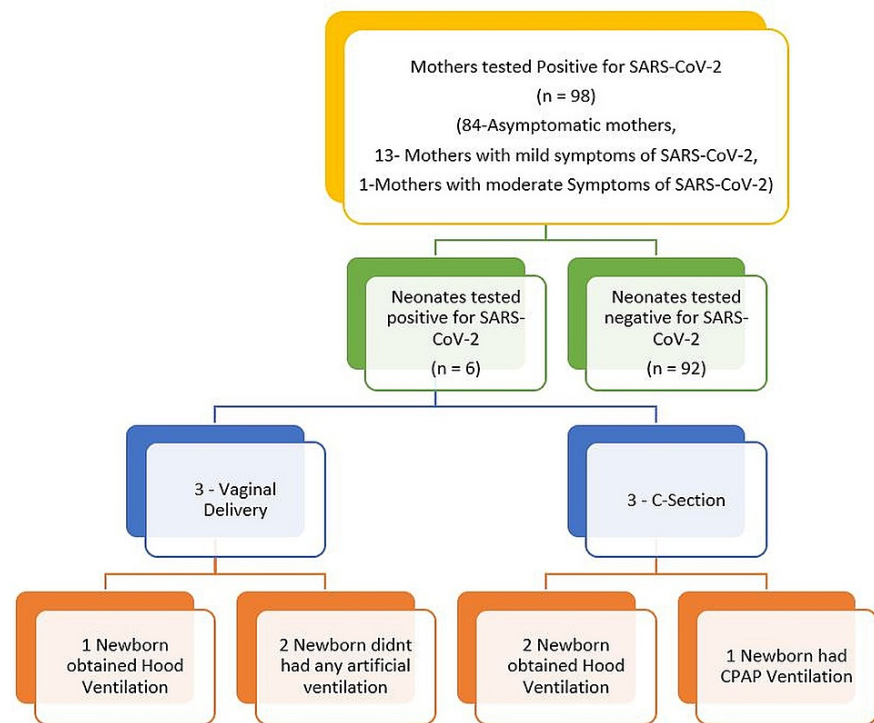 Mothers tested Positive for SARS-CoV-2
(n = 98)
(84-Asymptomatic mothers,
13- Mothers with mild symptoms of SARS-CoV-2,
1-Mothers with moderate Symptoms of SARS-CoV-2)
Neonates tested
positive for SARS-
CoV-2
(n = 6)
Neonates tested
negative for SARS-
CoV-2
(n = 92)
3 - Vaginal
Delivery
3 - C-Section
1 Newborn
obtained Hood
Ventilation
2 Newborn didnt
had any artificial
ventilation
2 Newborn
obtained Hood
Ventilation
1 Newborn had
CPAP Ventilation